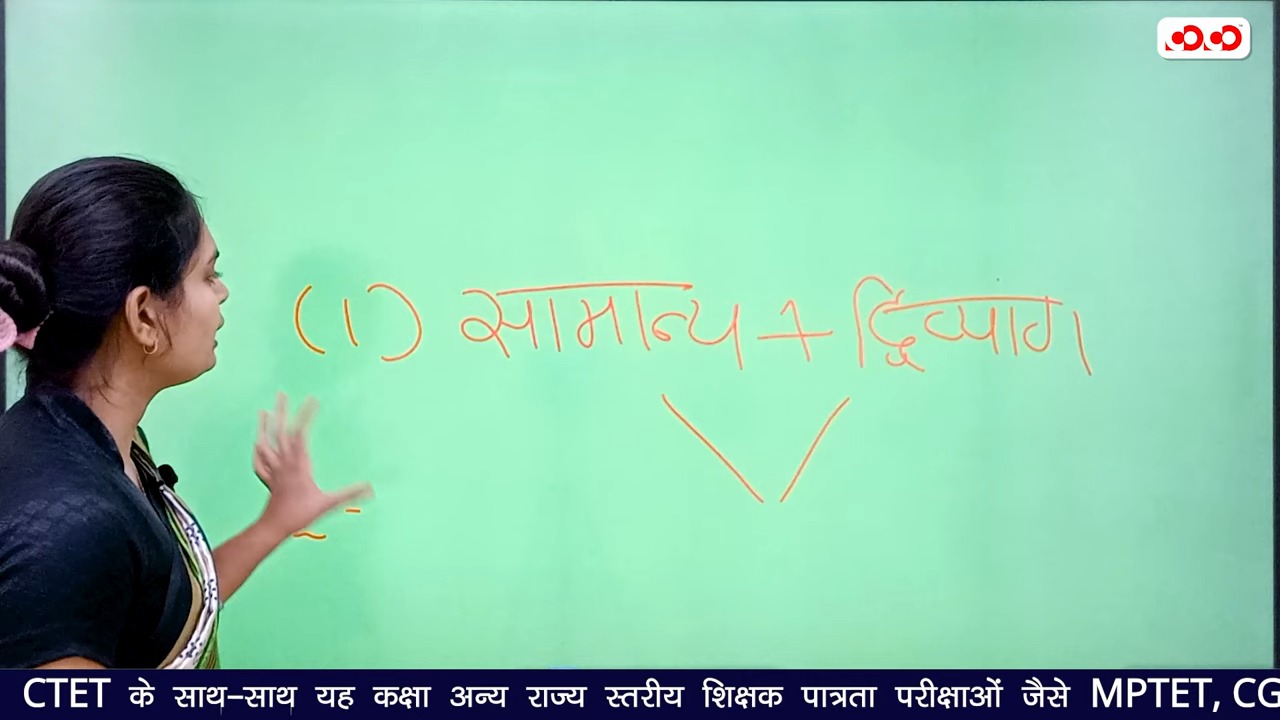 (1) सामान्य + द्विव्याग
CTET के साथ-साथ यह कक्षा अन्य राज्य स्तरीय शिक्षक पात्रता परीक्षाओं जैसे MPTET, CG